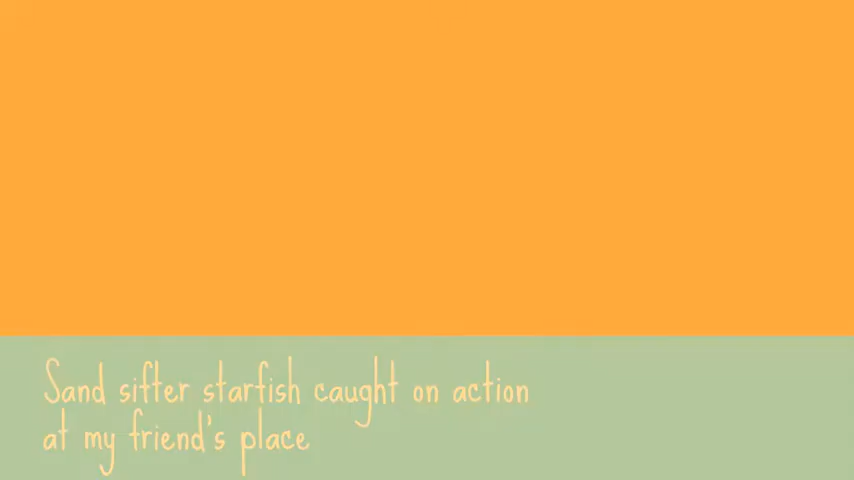 Sand sifter starfish caught on action
at my friend's place